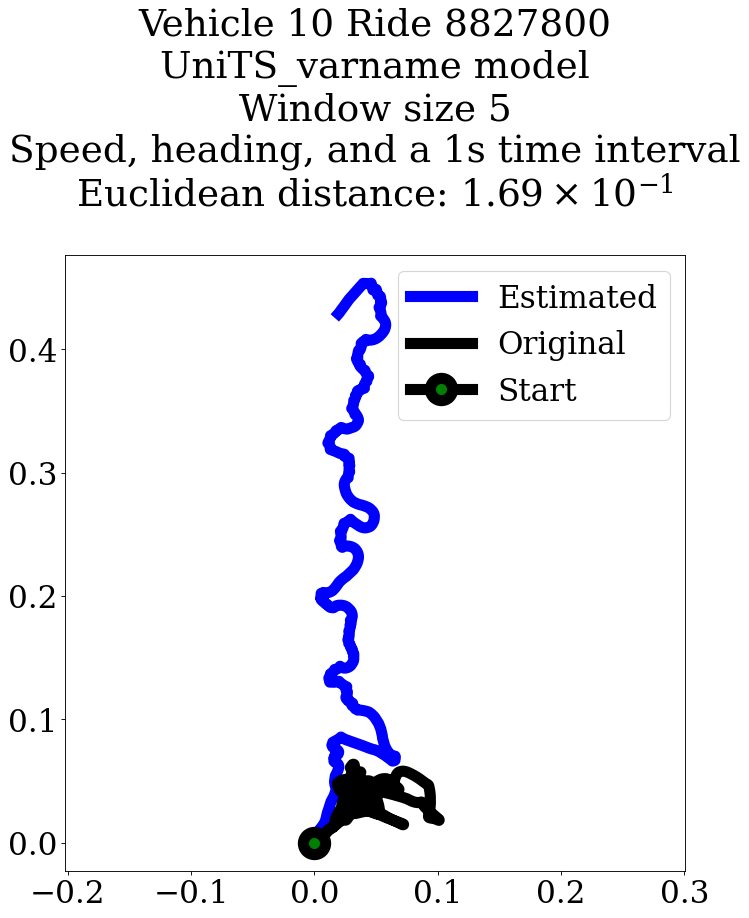 Vehicle 10 Ride 8827800
UniTS_varname model
Window size 5
Speed, heading, and a 1s time interval
Euclidean distance: 1.69 × 10⁻¹
Estimated
Original
Start
0.4
0.3
0.2
0.1
0.0
−0.2 −0.1 0.0 0.1 0.2 0.3